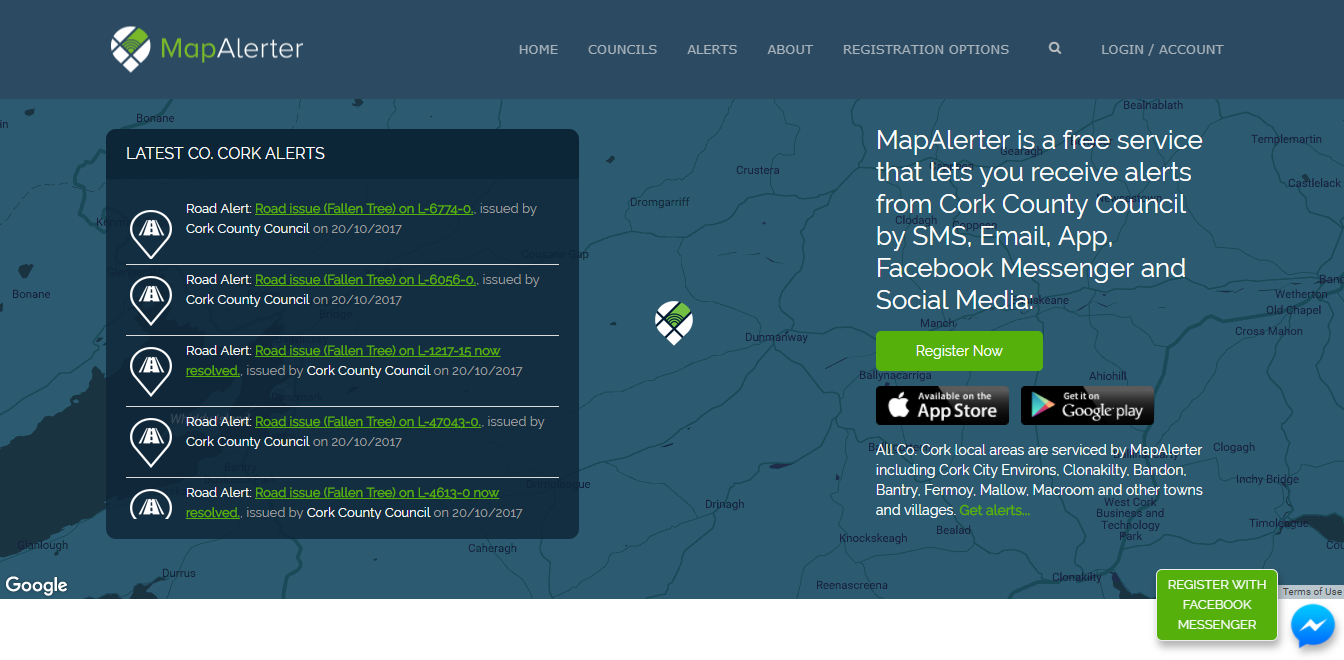 MapAlerter
HOME COUNCILS ALERTS ABOUT REGISTRATION OPTIONS LOGIN / ACCOUNT
LATEST CO. CORK ALERTS
Road Alert: Road issue (Fallen Tree) on L-6774-0., issued by
Cork County Council on 20/10/2017
Road Alert: Road issue (Fallen Tree) on L-6056-0., issued by
Cork County Council on 20/10/2017
Road Alert: Road issue (Fallen Tree) on L-1217-15 now
resolved., issued by Cork County Council on 20/10/2017
Road Alert: Road issue (Fallen Tree) on L-47043-0., issued by
Cork County Council on 20/10/2017
Road Alert: Road issue (Fallen Tree) on L-4613-0 now
resolved., issued by Cork County Council on 20/10/2017
MapAlerter is a free service
that lets you receive alerts
from Cork County Council
by SMS, Email, App,
Facebook Messenger and
Social Media:
Register Now
Available on the
App Store
Get it on
Google play
All Co. Cork local areas are serviced by MapAlerter
including Cork City Environs, Clonakilty, Bandon,
Bantry, Fermoy, Mallow, Macroom and other towns
and villages. Get alerts...
Bonane
Bealnablath
Templemartin
Gearagh
Crustera
Castlelack
Dromgarriff
Clodagh
Coppeen
Bonane
Wetherton
Old Chapel
Manch
Cross Mahon
Dunmanway
Ballynacarriga
Ahiohill
Clogagh
Inchy Bridge
Drimoleague
Drinagh
West Cork
Business and
Technology
Park
Timoleague
Bealad
Knockskeagh
Glanlough
Caheragh
Durrus
Reenascreena
Clonakilty
Google
Terms of Use
REGISTER WITH
FACEBOOK
MESSENGER